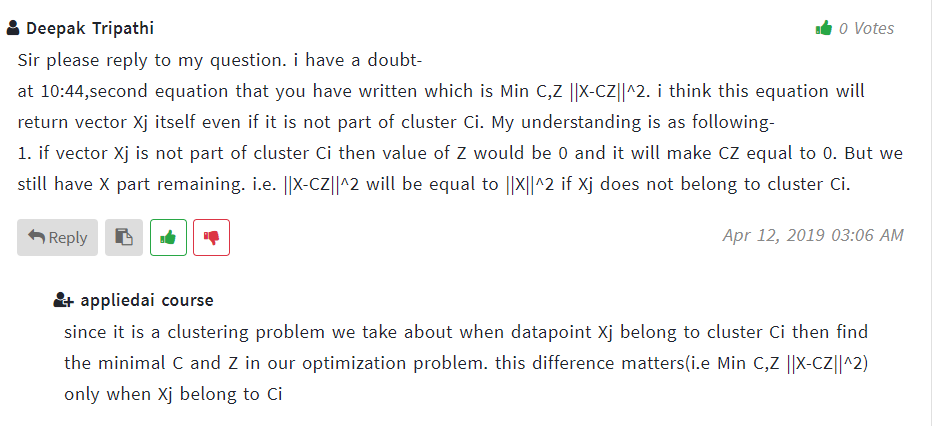 Deepak Tripathi
0 Votes
Sir please reply to my question. i have a doubt-
at 10:44,second equation that you have written which is Min C,Z ||X-CZ||^2. i think this equation will
return vector Xj itself even if it is not part of cluster Ci. My understanding is as following-
1. if vector Xj is not part of cluster Ci then value of Z would be 0 and it will make CZ equal to 0. But we
still have X part remaining. i.e. ||X-CZ||^2 will be equal to ||X||^2 if Xj does not belong to cluster Ci.
Reply
Apr 12, 2019 03:06 AM
appliedai course
since it is a clustering problem we take about when datapoint Xj belong to cluster Ci then find
the minimal C and Z in our optimization problem. this difference matters(i.e Min C,Z ||X-CZ||^2)
only when Xj belong to Ci